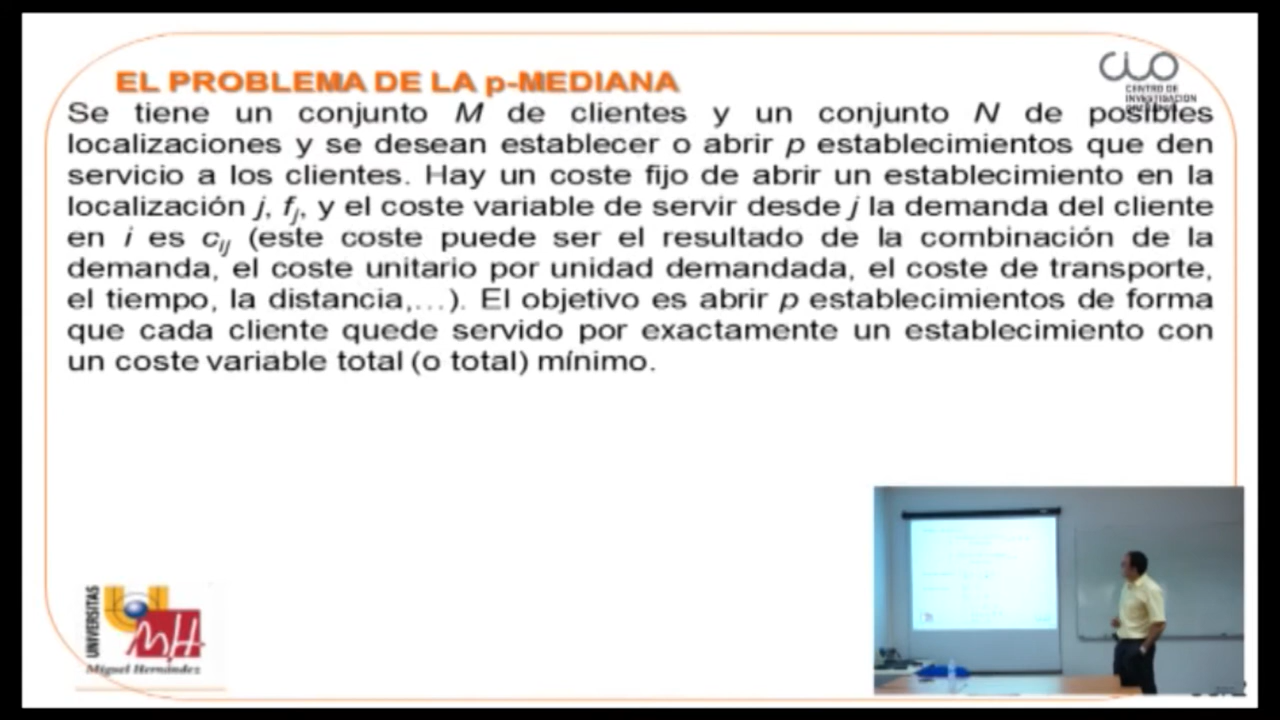 EL PROBLEMA DE LA p-MEDIANA
CIO
CENTRO DE
INVESTIGACION
Se tiene un conjunto M de clientes y un conjunto N de posibles
localizaciones y se desean establecer o abrir p establecimientos que den
servicio a los clientes. Hay un coste fijo de abrir un establecimiento en la
localización j, fj, y el coste variable de servir desde j la demanda del cliente
en i es cij (este coste puede ser el resultado de la combinación de la
demanda, el coste unitario por unidad demandada, el coste de transporte,
el tiempo, la distancia,…). El objetivo es abrir p establecimientos de forma
que cada cliente quede servido por exactamente un establecimiento con
un coste variable total (o total) mínimo.
UNIVERSITAS
Miguel Hernández